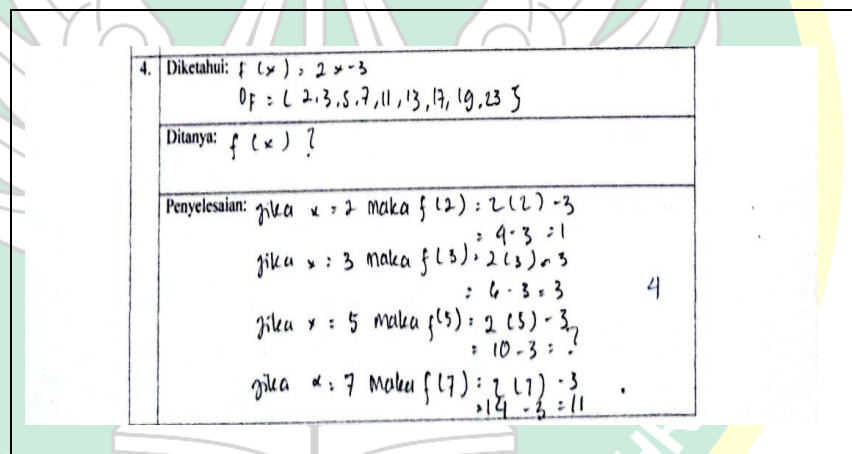 4. Diketahui: f(x) = 2x-3
DF = { 2,3,5,7,11,13,17,19,23 }
Ditanya: f(x) ?
Penyelesaian: jika x = 2 maka f(2) = 2(2)-3
= 4-3 = 1
jika x = 3 maka f(3) = 2(3)-3
= 6-3 = 3
4
jika x = 5 maka f(5) = 2(5)-3
= 10-3 = 7
jika x = 7 maka f(7) = 2(7)-3
= 14-3 = 11